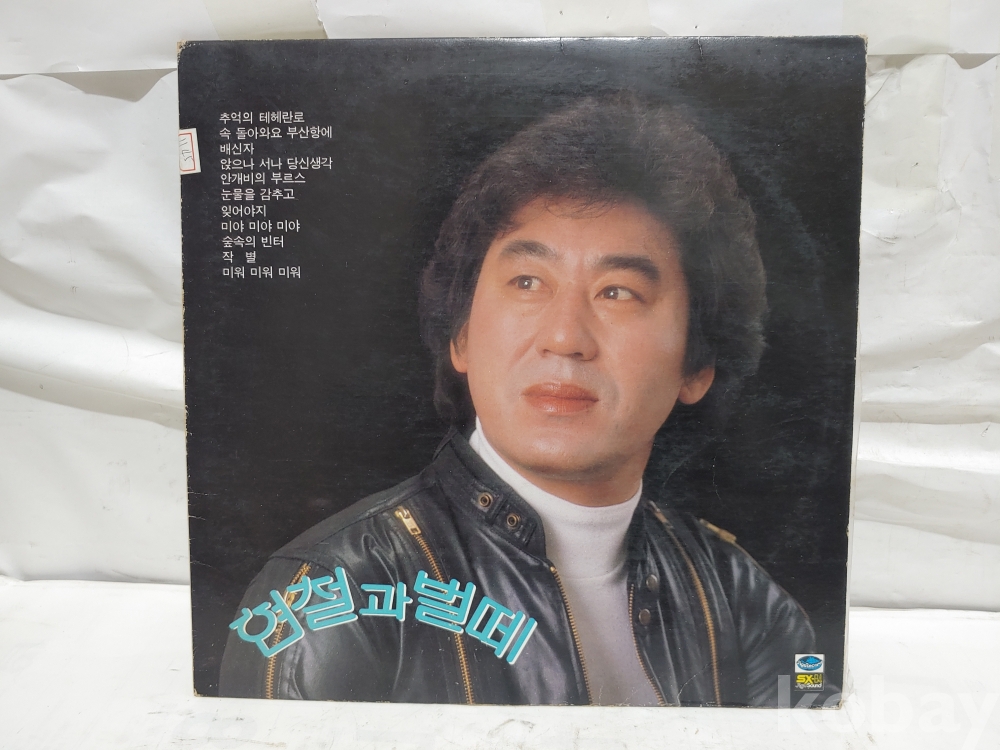 추억의 테헤란로
속 돌아와요 부산항에
배신자
앉으나 서나 당신생각
안개비의 부르스
눈물을 감추고
잊어야지
미야 미야 미야
숲속의 빈터
작 별
미워 미워 미워
현철과벌떼
SX-84
kobay